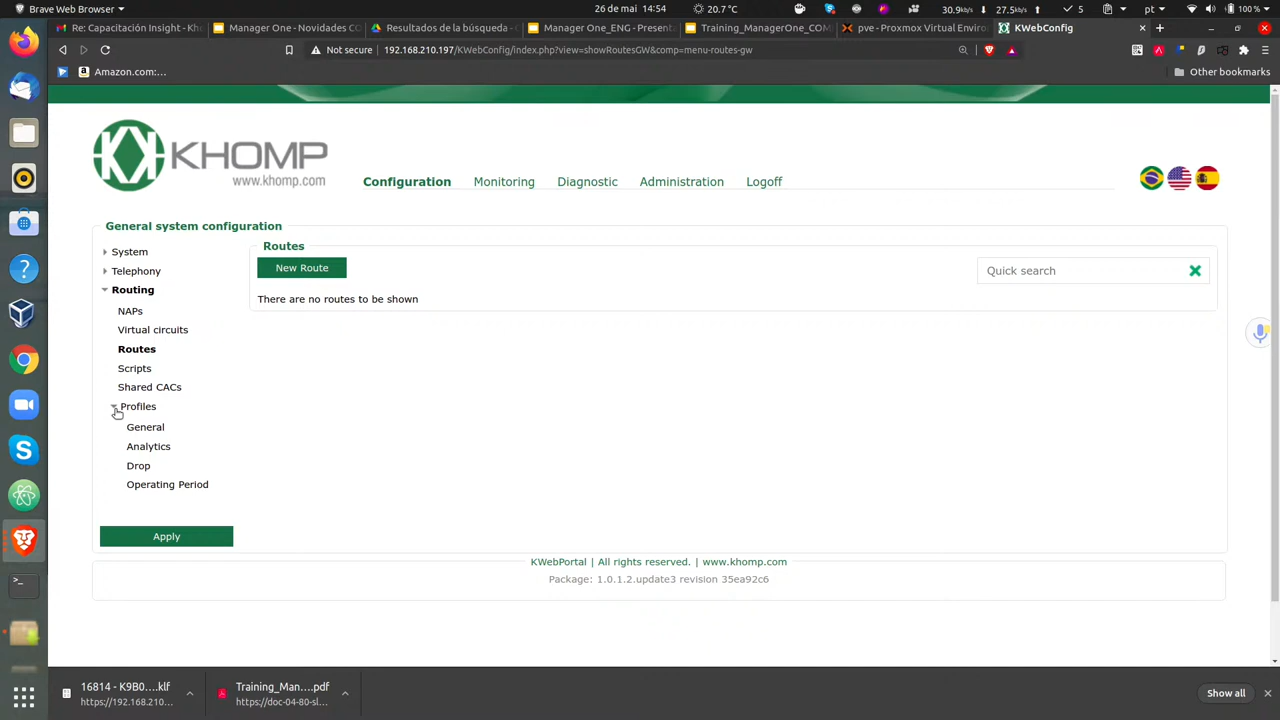 Brave Web Browser
26 de mai 14:54
20.7 °C
30.9kb/s
27.5kb/s
5
pt
100 %
Re: Capacitación Insight - Kh
Manager One - Novidades CO
Resultados de la búsqueda -
Manager One_ENG - Present
Training_ManagerOne_COM
pve - Proxmox Virtual Enviro
KWebConfig
Not secure
192.168.210.197/KWebConfig/index.php?view=showRoutesGW&comp=menu-routes-gw
Amazon.com:...
Other bookmarks
KHOMP
www.khomp.com
Configuration
Monitoring
Diagnostic
Administration
Logoff
General system configuration
System
Telephony
Routing
NAPs
Virtual circuits
Routes
Scripts
Shared CACs
Profiles
General
Analytics
Drop
Operating Period
Apply
Routes
New Route
Quick search
There are no routes to be shown
KWebPortal | All rights reserved. | www.khomp.com
Package: 1.0.1.2.update3 revision 35ea92c6
16814 - K9B0....klf
https://192.168.210...
Training_Man....pdf
https://doc-04-80-sl...
Show all